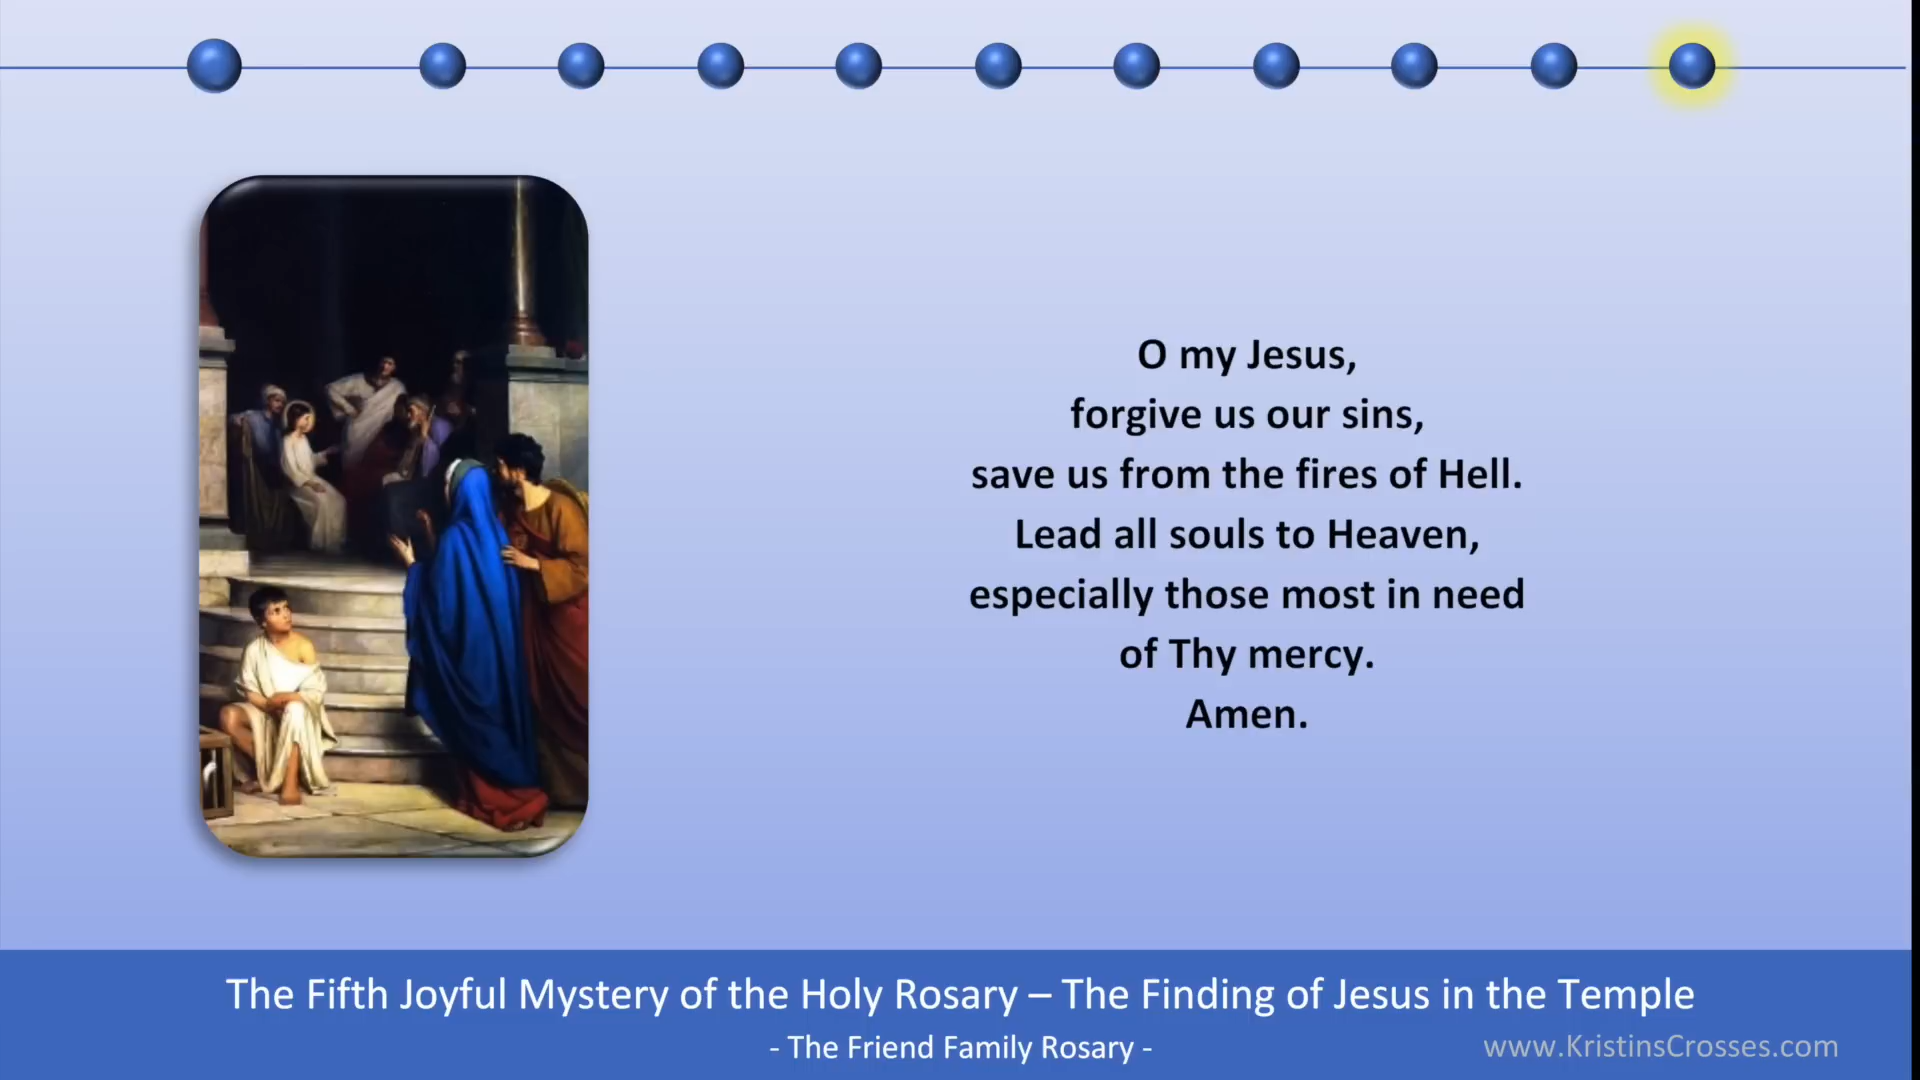 O my Jesus,
forgive us our sins,
save us from the fires of Hell.
Lead all souls to Heaven,
especially those most in need
of Thy mercy.
Amen.
The Fifth Joyful Mystery of the Holy Rosary – The Finding of Jesus in the Temple
- The Friend Family Rosary -
www.KristinsCrosses.com